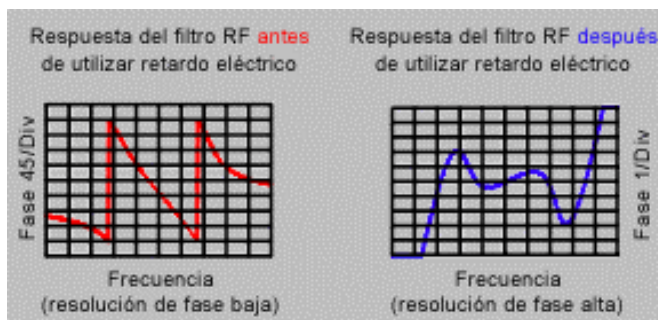 Respuesta del filtro RF antes
de utilizar retardo eléctrico
Fase 45/Div
Frecuencia
(resolución de fase baja)
Respuesta del filtro RF después
de utilizar retardo eléctrico
Fase 1/Div
Frecuencia
(resolución de fase alta)